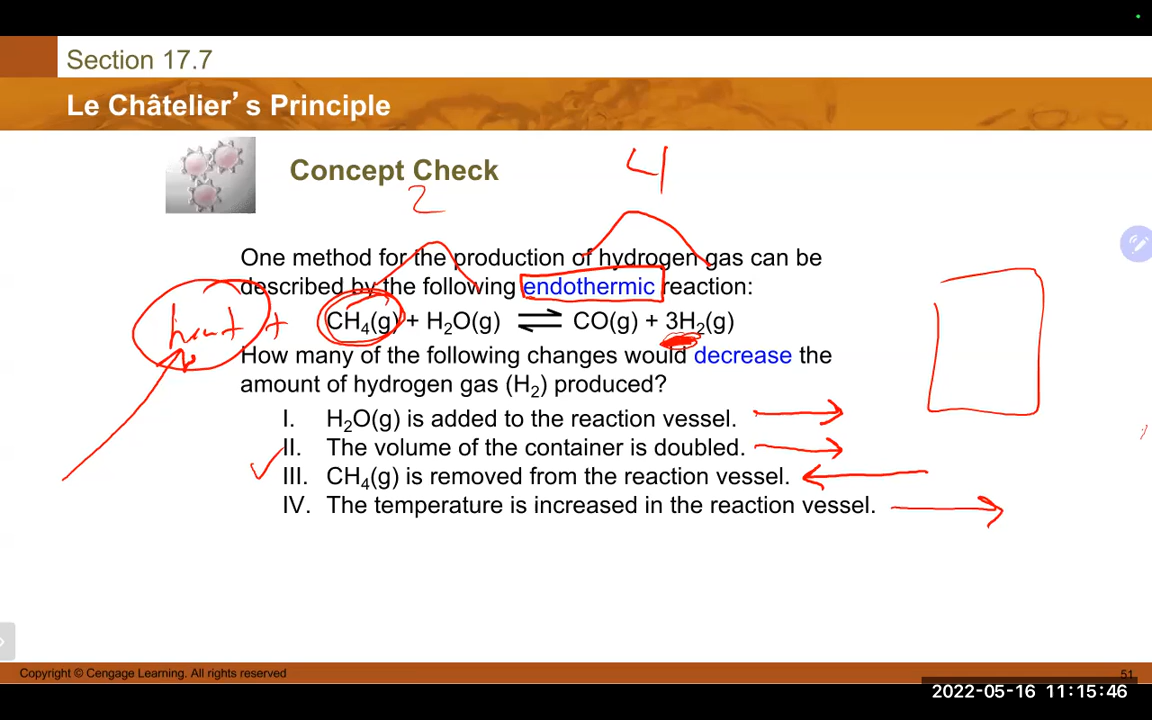 Section 17.7
Le Châtelier's Principle
Concept Check
2
4
One method for the production of hydrogen gas can be
described by the following endothermic reaction:
heat + CH₄(g) + H₂O(g) ⇌ CO(g) + 3H₂(g)
How many of the following changes would decrease the
amount of hydrogen gas (H₂) produced?
I. H₂O(g) is added to the reaction vessel.
II. The volume of the container is doubled.
III. CH₄(g) is removed from the reaction vessel.
IV. The temperature is increased in the reaction vessel.
Copyright © Cengage Learning. All rights reserved
51
2022-05-16 11:15:46